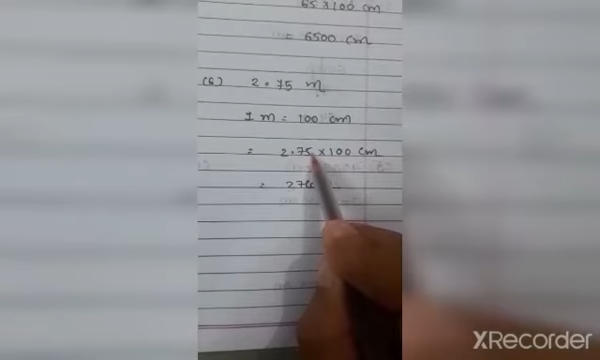 65 x 100 cm
= 6500 cm
(6) 2.75 m
1 m = 100 cm
= 2.75 x 100 cm
XRecorder